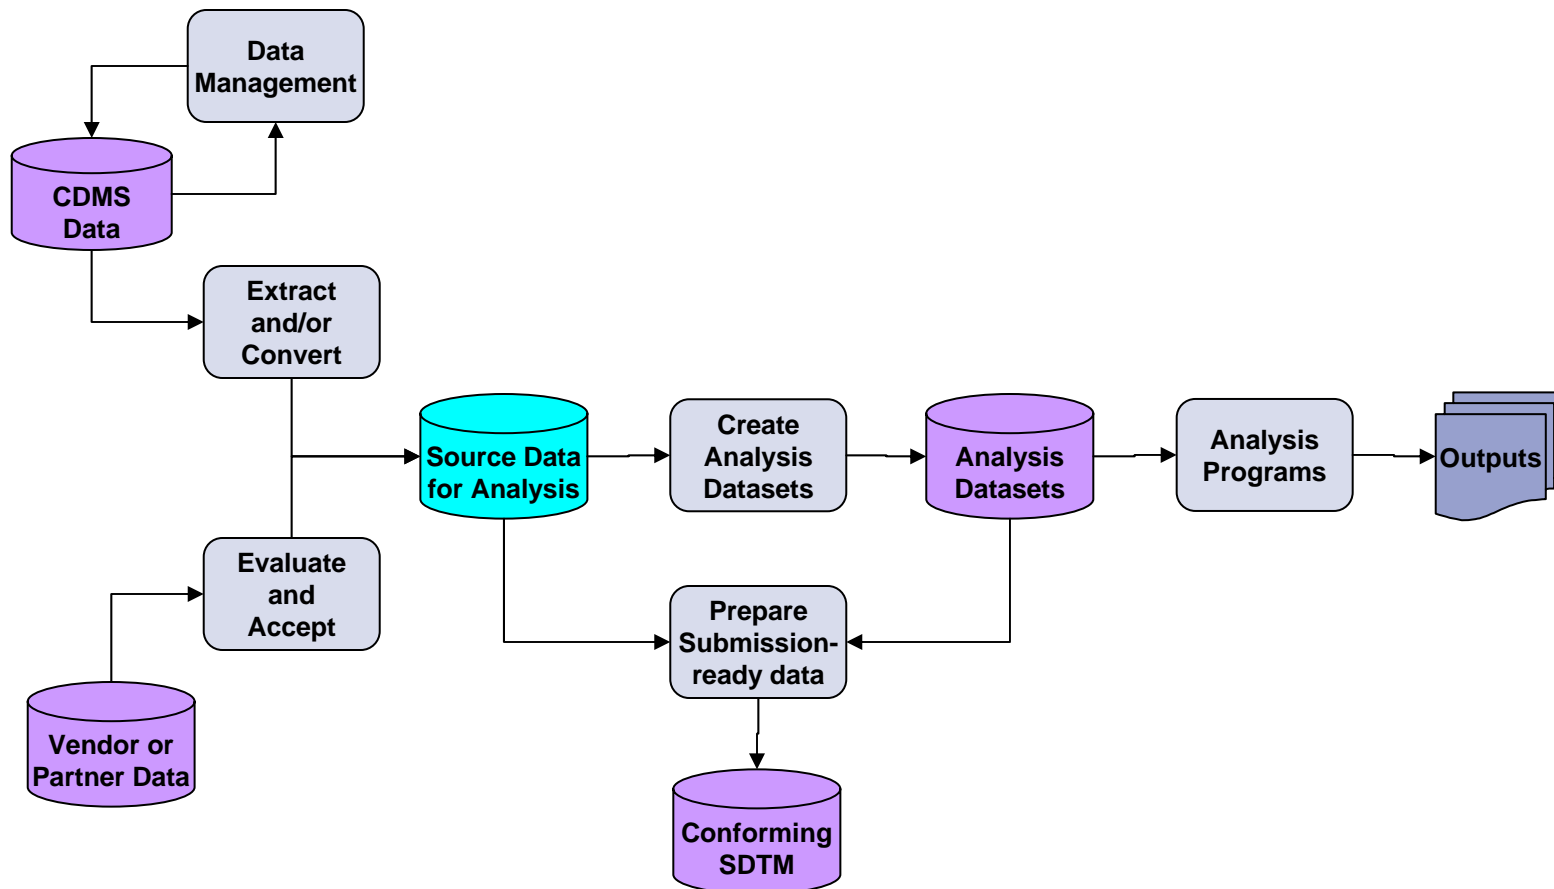 Data
Management
CDMS
Data
Extract
and/or
Convert
Source Data
for Analysis
Create
Analysis
Datasets
Analysis
Datasets
Analysis
Programs
Outputs
Evaluate
and
Accept
Prepare
Submission-
ready data
Vendor or
Partner Data
Conforming
SDTM